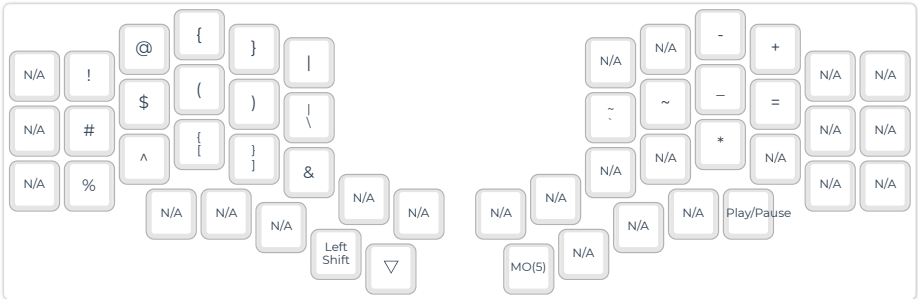 N/A ! @ { } | N/A N/A - + N/A N/A
N/A # $ ( ) | \ ~ ` ~ _ = N/A N/A
N/A % ^ { [ } ] & N/A N/A * N/A N/A N/A
N/A N/A N/A N/A N/A N/A N/A N/A N/A Play/Pause
Left Shift ▽ MO(5) N/A